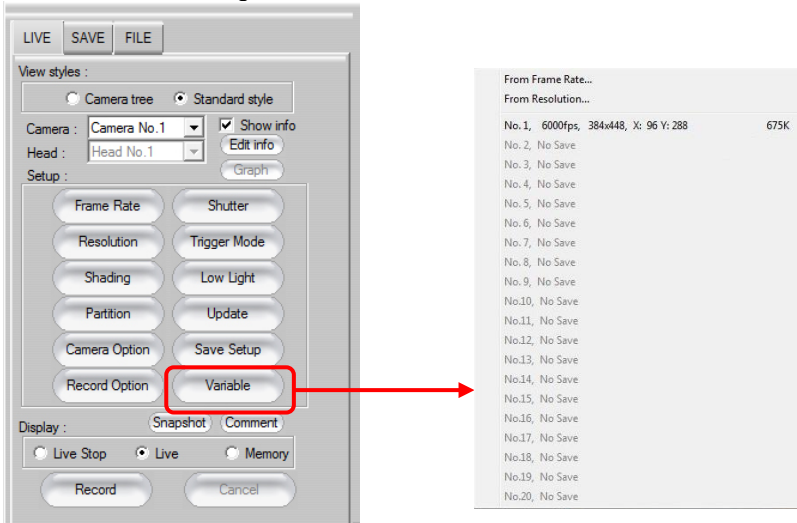 LIVE SAVE FILE
View styles :
Camera tree Standard style
Camera : Camera No.1 Show info
Head : Head No.1 Edit info
Setup : Graph
Frame Rate Shutter
Resolution Trigger Mode
Shading Low Light
Partition Update
Camera Option Save Setup
Record Option Variable
Display : Snapshot Comment
Live Stop Live Memory
Record Cancel
From Frame Rate...
From Resolution...
No. 1, 6000fps, 384x448, X: 96 Y: 288 675K
No. 2, No Save
No. 3, No Save
No. 4, No Save
No. 5, No Save
No. 6, No Save
No. 7, No Save
No. 8, No Save
No. 9, No Save
No.10, No Save
No.11, No Save
No.12, No Save
No.13, No Save
No.14, No Save
No.15, No Save
No.16, No Save
No.17, No Save
No.18, No Save
No.19, No Save
No.20, No Save